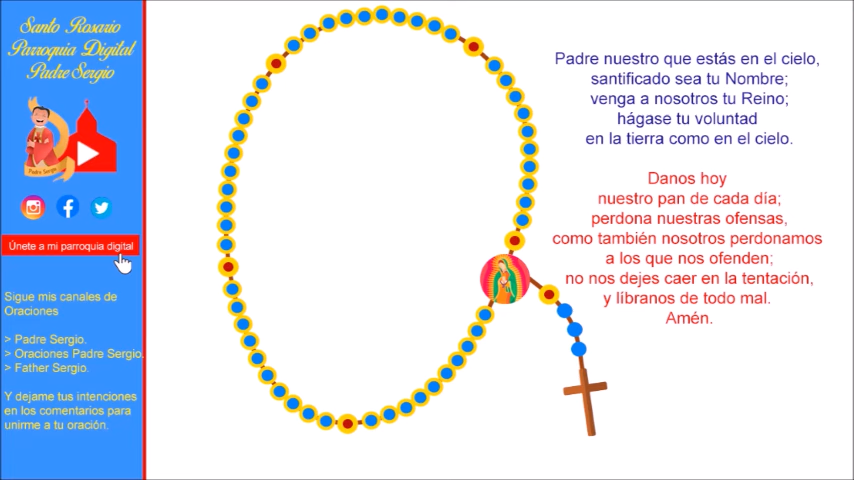 Santo Rosario
Parroquia Digital
Padre Sergio
Padre Sergio
Únete a mi parroquia digital
Sigue mis canales de
Oraciones
> Padre Sergio.
> Oraciones Padre Sergio.
> Father Sergio.
Y dejame tus intenciones
en los comentarios para
unirme a tu oración.
Padre nuestro que estás en el cielo,
santificado sea tu Nombre;
venga a nosotros tu Reino;
hágase tu voluntad
en la tierra como en el cielo.
Danos hoy
nuestro pan de cada día;
perdona nuestras ofensas,
como también nosotros perdonamos
a los que nos ofenden;
no nos dejes caer en la tentación,
y líbranos de todo mal.
Amén.